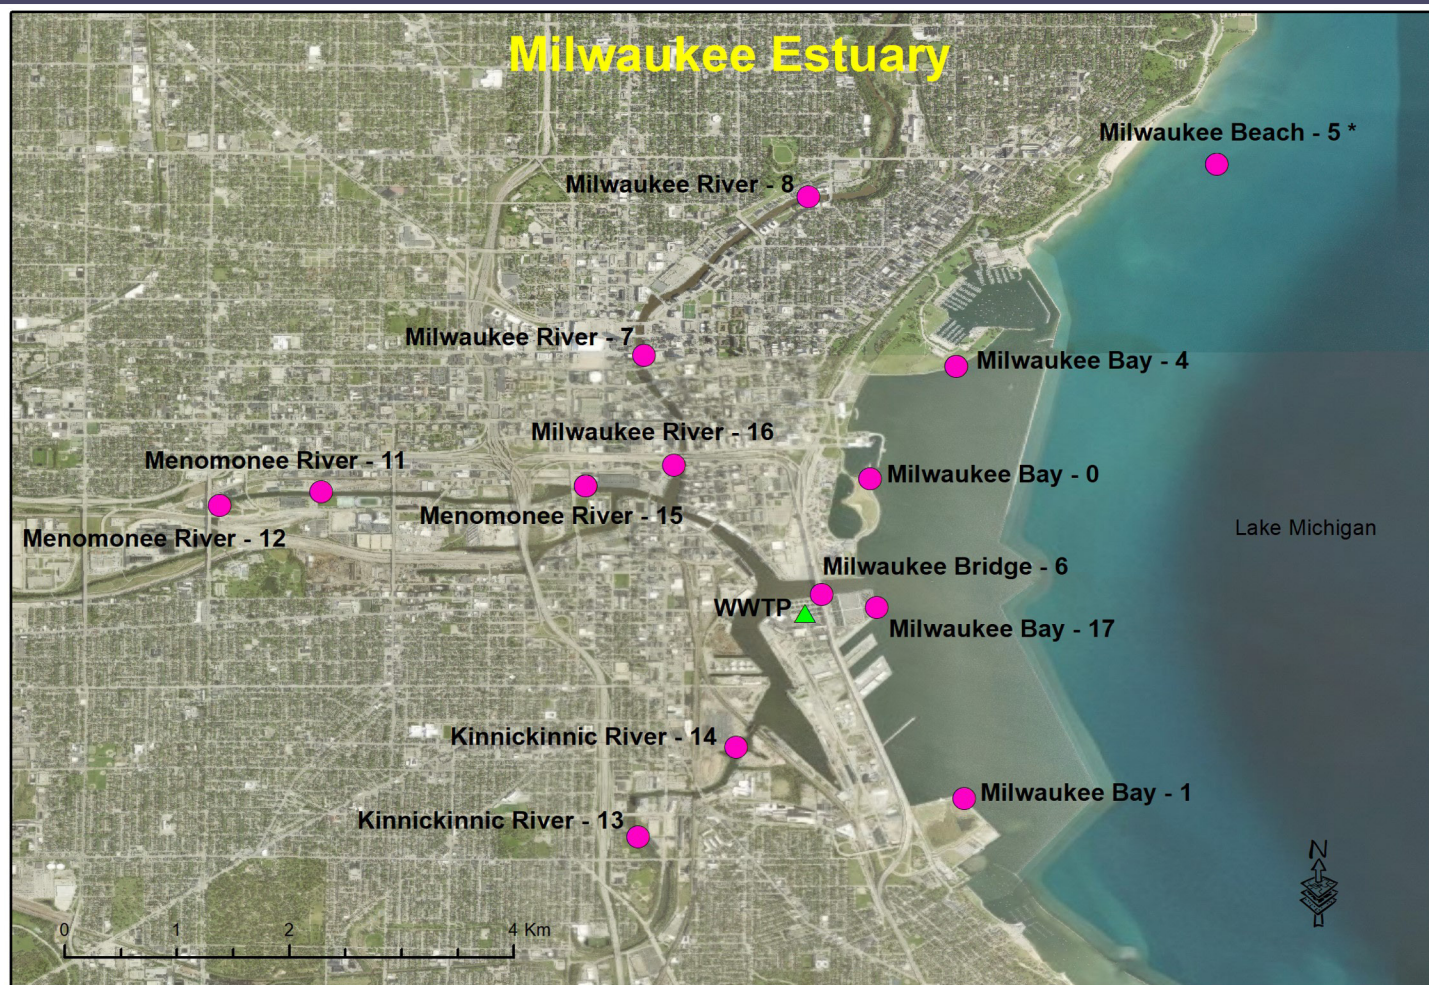 Milwaukee Estuary
Milwaukee Beach - 5 *
Milwaukee River - 8
Milwaukee River - 7
Milwaukee Bay - 4
Milwaukee River - 16
Menomonee River - 11
Milwaukee Bay - 0
Menomonee River - 15
Menomonee River - 12
Lake Michigan
Milwaukee Bridge - 6
WWTP
Milwaukee Bay - 17
Kinnickinnic River - 14
Milwaukee Bay - 1
Kinnickinnic River - 13
N
0 1 2 4 Km